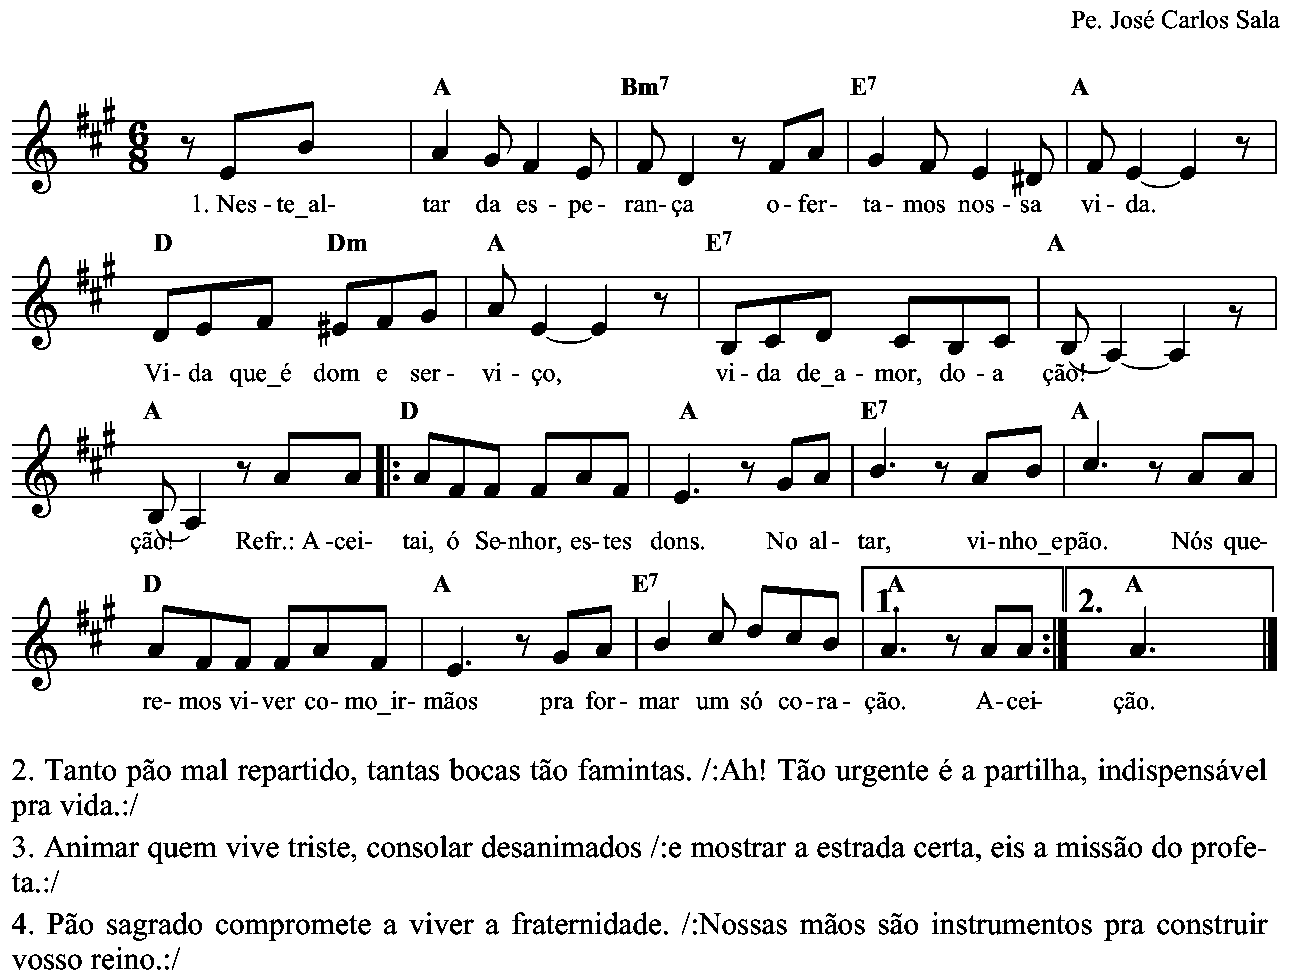 Pe. José Carlos Sala
A Bm7 E7 A
6
8
1. Nes-te_al- tar da es-pe- ran-ça o-fer- ta-mos nos-sa vi-da.
D Dm A E7 A
Vi-da que_é dom e ser- vi-ço, vi-da de_a-mor, do-a ção!
A D A E7 A
ção! Refr.: A-cei- tai, ó Se-nhor, es-tes dons. No al- tar, vi-nho_epão. Nós que-
D A E7 1. A 2. A
re-mos vi-ver co-mo_ir-mãos pra for-mar um só co-ra-ção. A-cei- ção.
2. Tanto pão mal repartido, tantas bocas tão famintas. /:Ah! Tão urgente é a partilha, indispensável
pra vida.:/
3. Animar quem vive triste, consolar desanimados /:e mostrar a estrada certa, eis a missão do profe-
ta.:/
4. Pão sagrado compromete a viver a fraternidade. /:Nossas mãos são instrumentos pra construir
vosso reino.:/